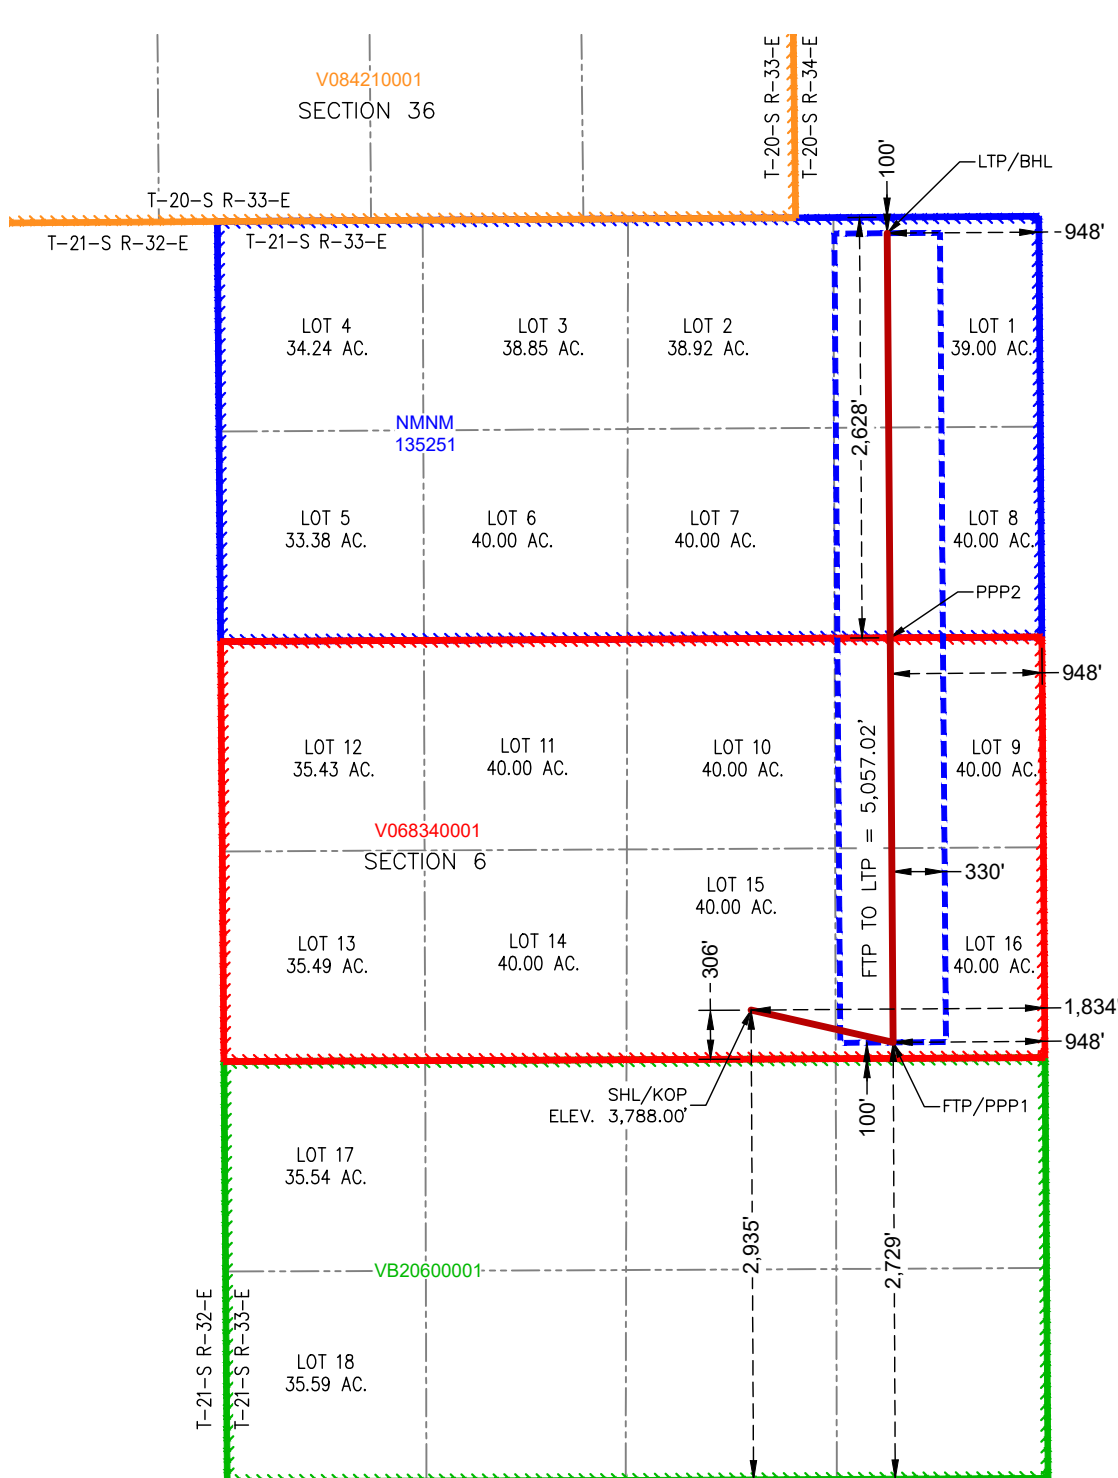 V084210001
SECTION 36
T-20-S R-33-E
T-20-S R-34-E
100'
LTP/BHL
T-20-S R-33-E
T-21-S R-32-E
T-21-S R-33-E
948'
LOT 4
34.24 AC.
LOT 3
38.85 AC.
LOT 2
38.92 AC.
LOT 1
39.00 AC.
NMNM
135251
2,628'
LOT 5
33.38 AC.
LOT 6
40.00 AC.
LOT 7
40.00 AC.
LOT 8
40.00 AC.
PPP2
948'
LOT 12
35.43 AC.
LOT 11
40.00 AC.
LOT 10
40.00 AC.
LOT 9
40.00 AC.
FTP TO LTP = 5,057.02'
V068340001
SECTION 6
330'
LOT 15
40.00 AC.
LOT 13
35.49 AC.
LOT 14
40.00 AC.
306'
LOT 16
40.00 AC.
1,834'
948'
SHL/KOP
ELEV. 3,788.00'
100'
FTP/PPP1
LOT 17
35.54 AC.
2,935'
2,729'
VB20600001
T-21-S R-32-E
T-21-S R-33-E
LOT 18
35.59 AC.